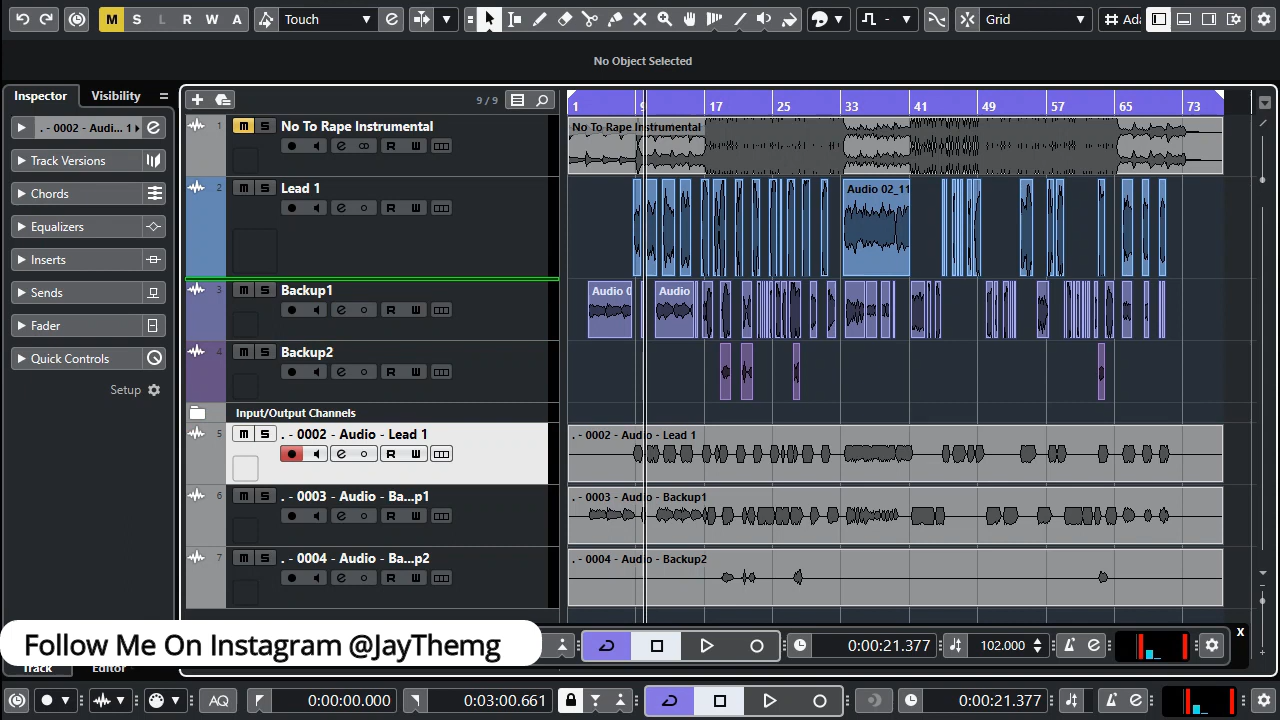 M S L R W A Touch Grid Ada
No Object Selected
Inspector Visibility
9 / 9
1 9 17 25 33 41 49 57 65 73
. - 0002 - Audi... 1
Track Versions
Chords
Equalizers
Inserts
Sends
Fader
Quick Controls
Setup
1 m S No To Rape Instrumental
R W
No To Rape Instrumental
2 m S Lead 1
R W
Audio 02_11
3 m S Backup1
R W
Audio 0
Audio
4 m S Backup2
R W
Input/Output Channels
5 m S . - 0002 - Audio - Lead 1
R W
. - 0002 - Audio - Lead 1
6 m S . - 0003 - Audio - Ba...p1
R W
. - 0003 - Audio - Backup1
7 m S . - 0004 - Audio - Ba...p2
R W
. - 0004 - Audio - Backup2
Follow Me On Instagram @JayThemg
0:00:21.377
102.000
X
Track Editor
AQ
0:00:00.000
0:03:00.661
0:00:21.377